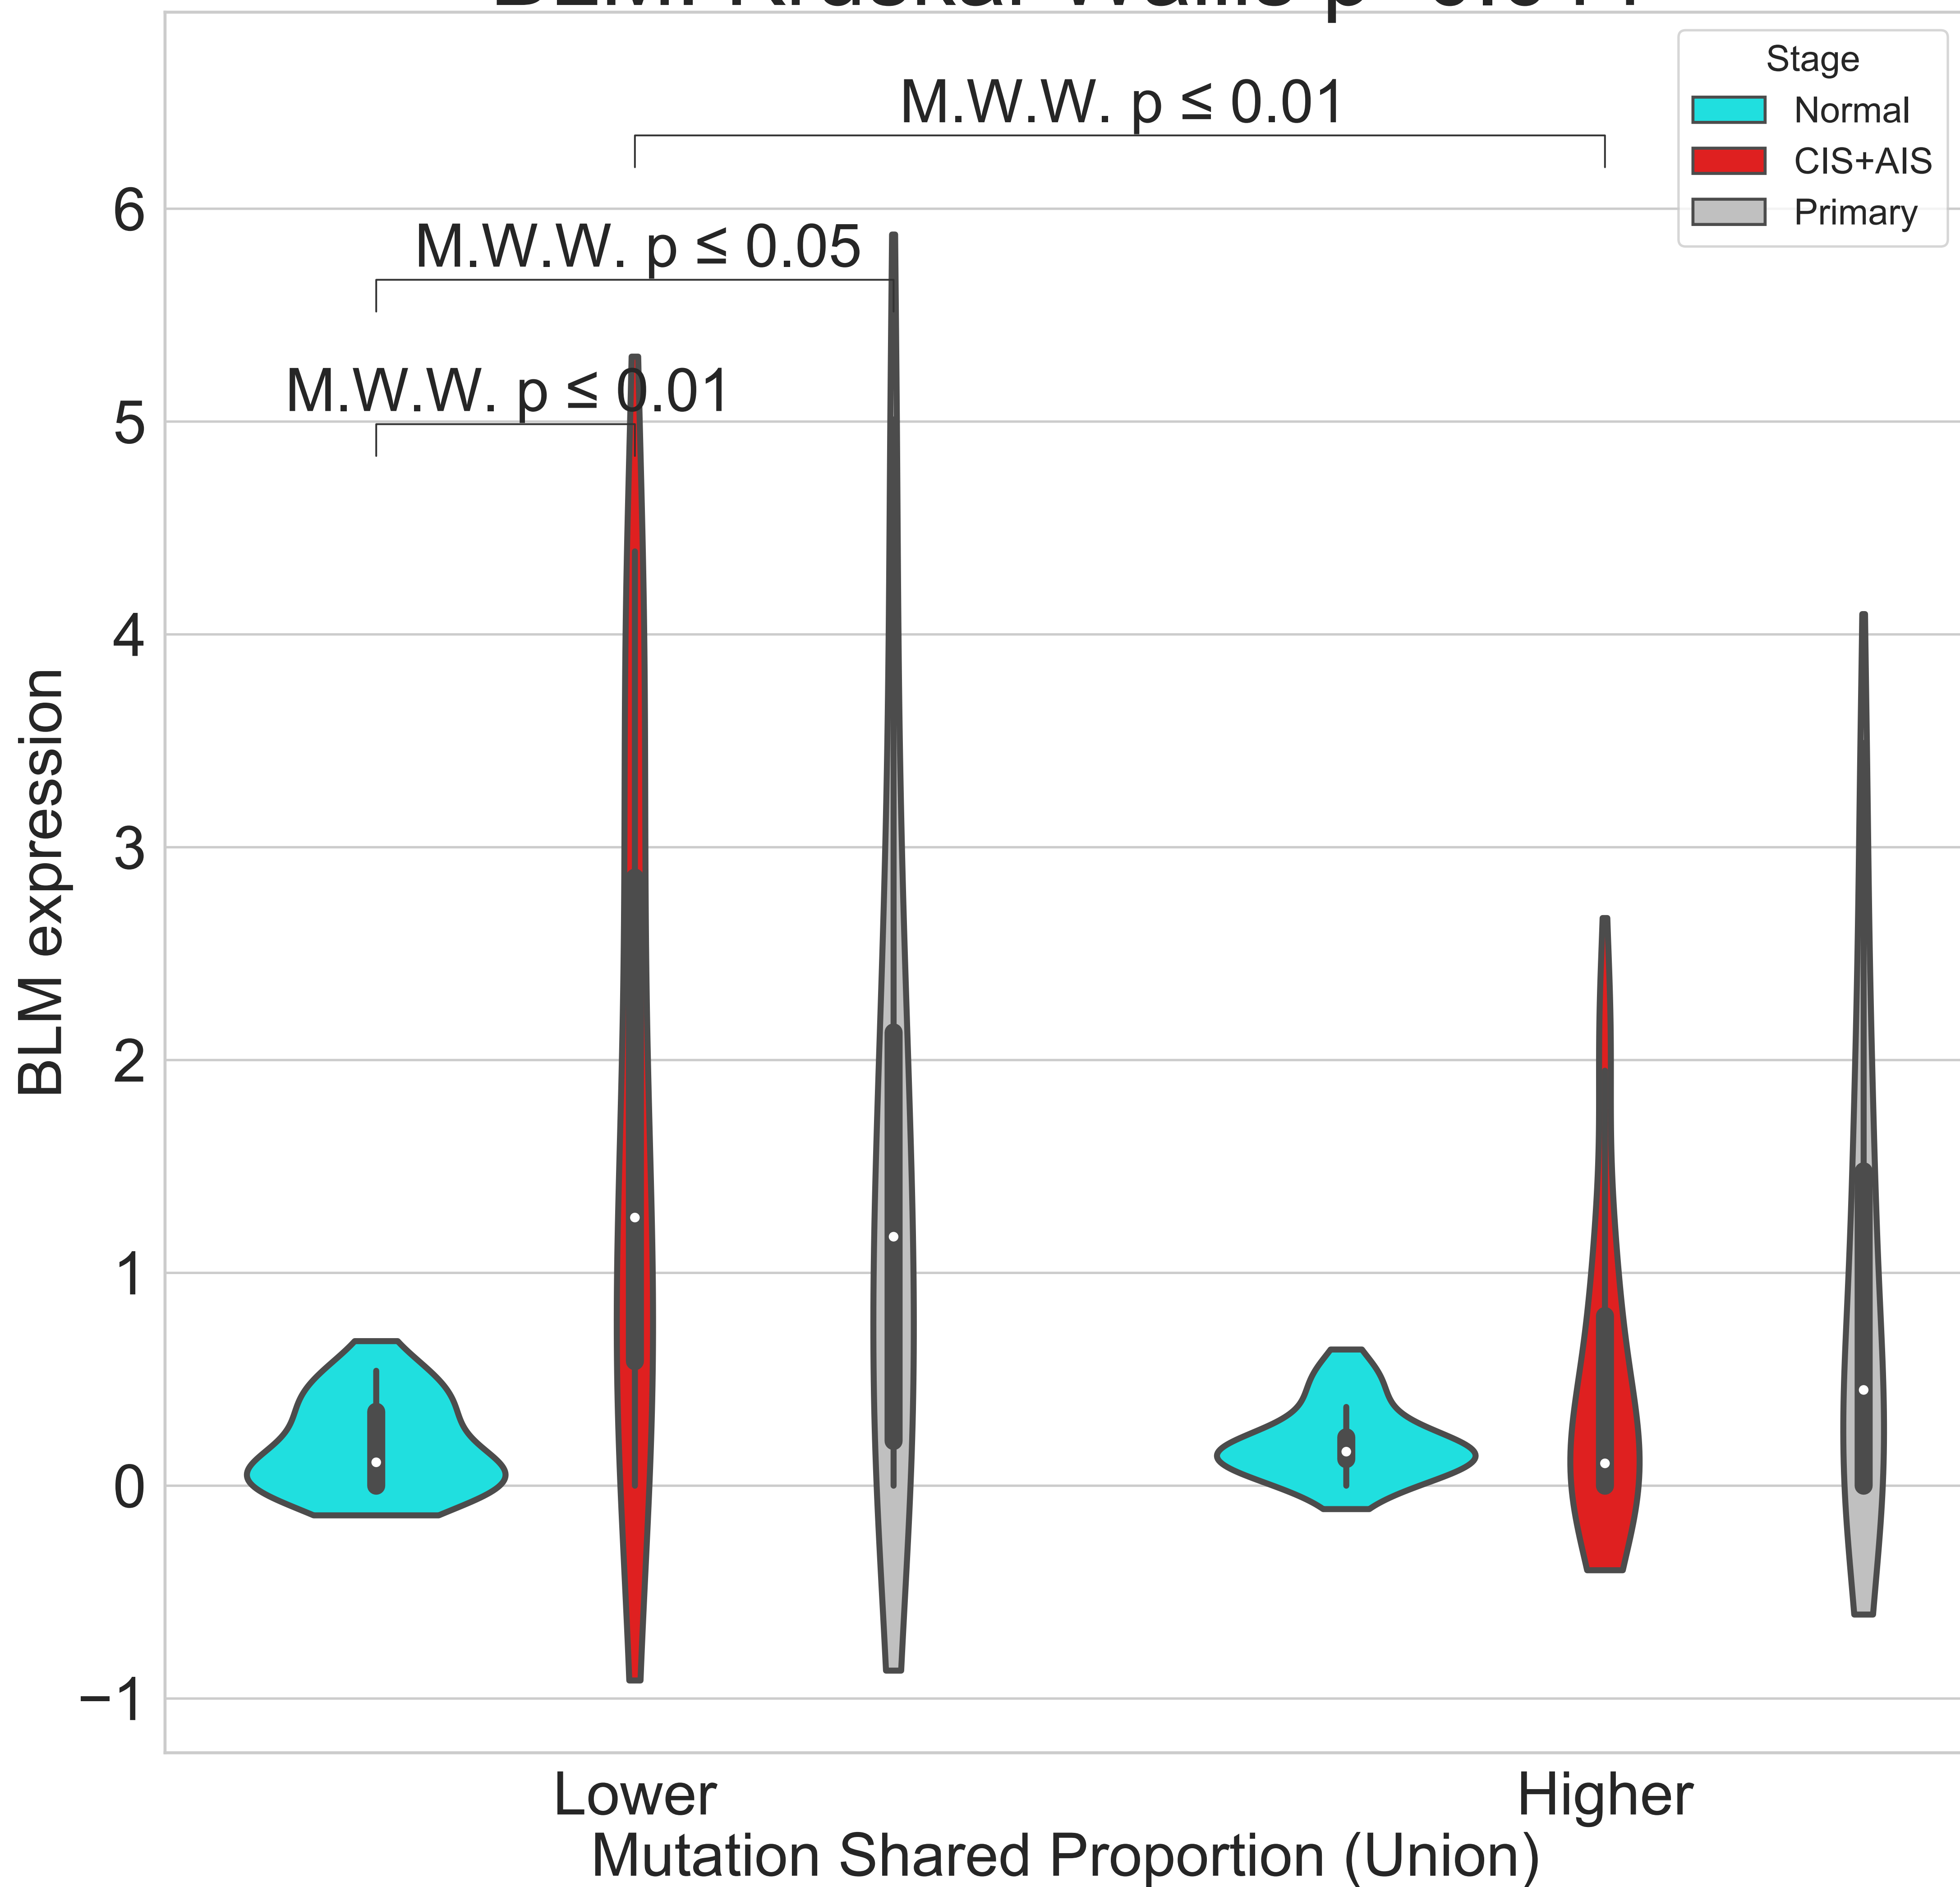 Stage
Normal
CIS+AIS
Primary
M.W.W. p ≤ 0.01
M.W.W. p ≤ 0.05
M.W.W. p ≤ 0.01
6
5
4
3
2
1
0
−1
BLM expression
Lower
Higher
Mutation Shared Proportion (Union)